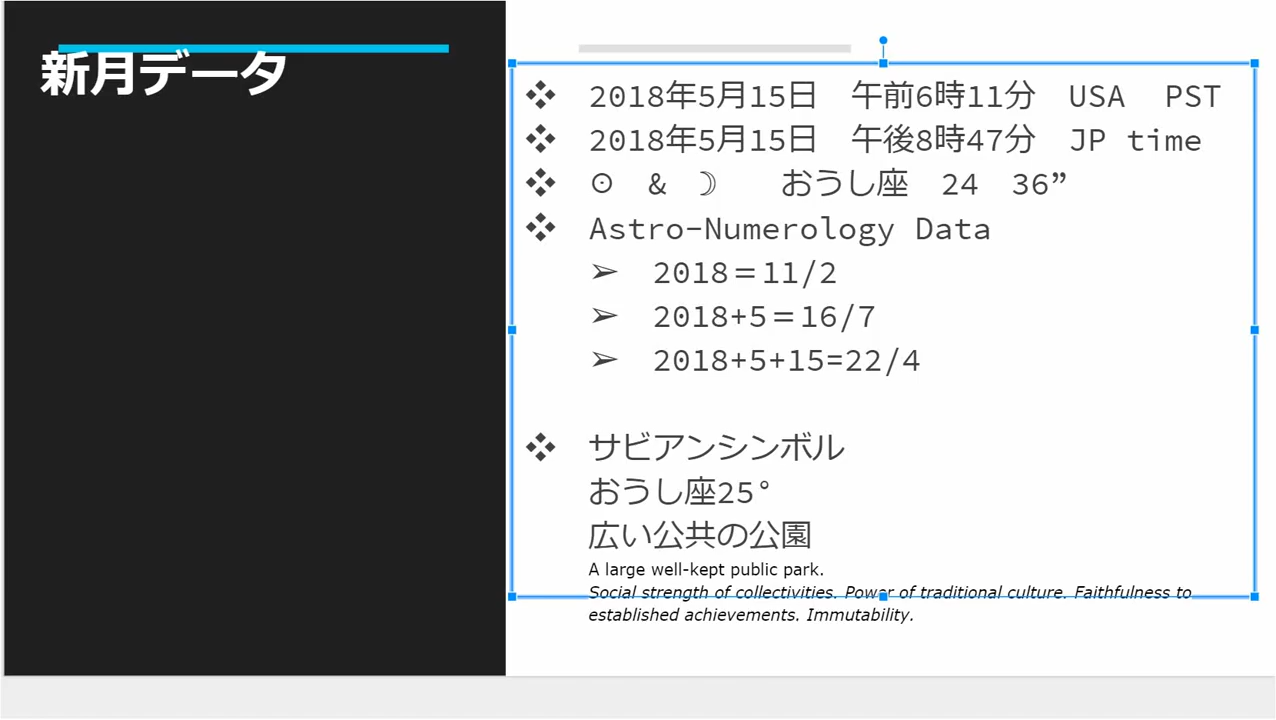 新月データ
❖ 2018年5月15日　午前6時11分　USA　PST
❖ 2018年5月15日　午後8時47分　JP time
❖ ☉　&　☽　　おうし座　24　36”
❖ Astro-Numerology Data
➢ 2018＝11/2
➢ 2018+5＝16/7
➢ 2018+5+15=22/4
❖ サビアンシンボル
おうし座25°
広い公共の公園
A large well-kept public park.
Social strength of collectivities. Power of traditional culture. Faithfulness to
established achievements. Immutability.